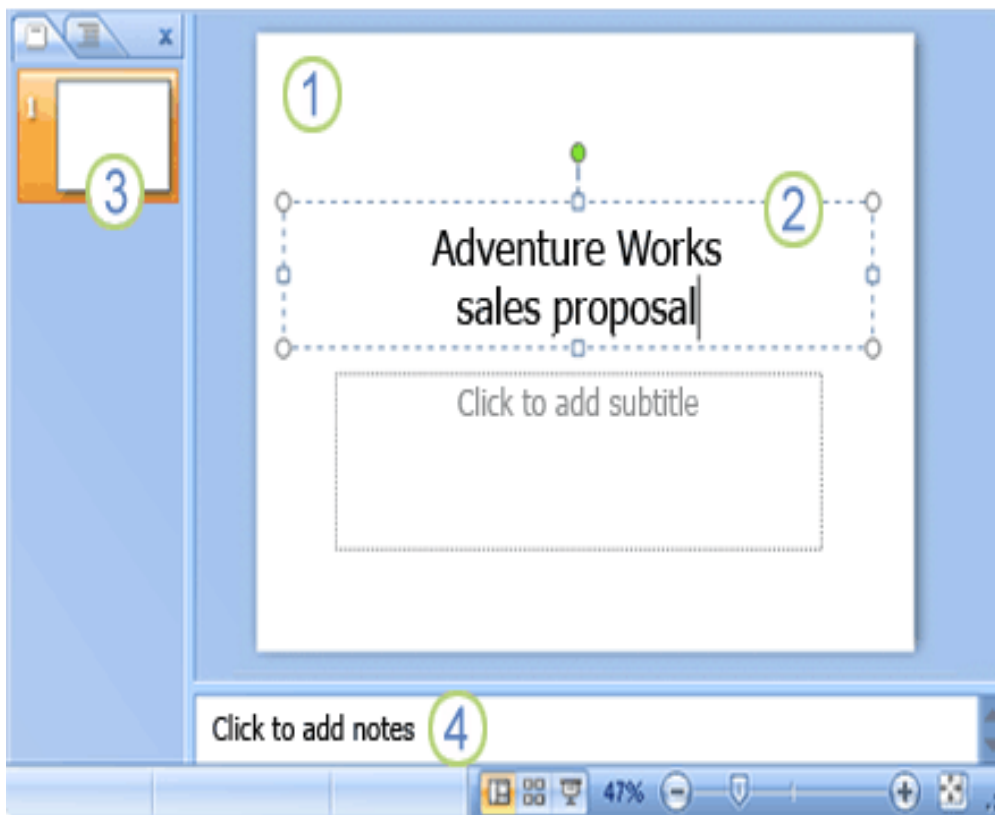 1
1
3
2
Adventure Works
sales proposal
Click to add subtitle
Click to add notes
4
47%